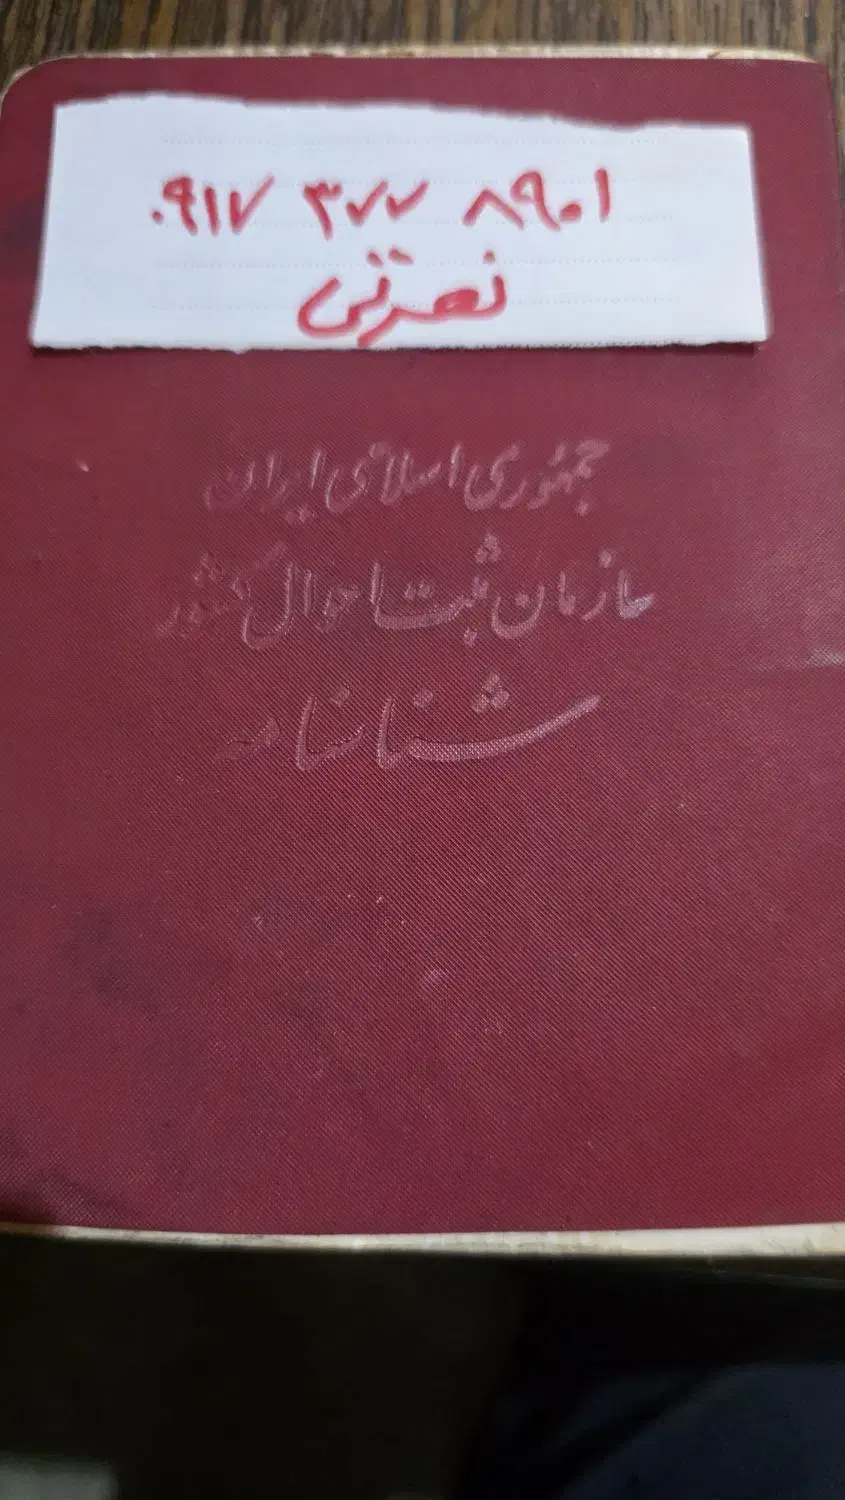 ۰۹۱۷ ۳۷۷ ۸۹۰۱
نصرتی
جمهوری اسلامی ایران
سازمان ثبت احوال کشور
شناسنامه